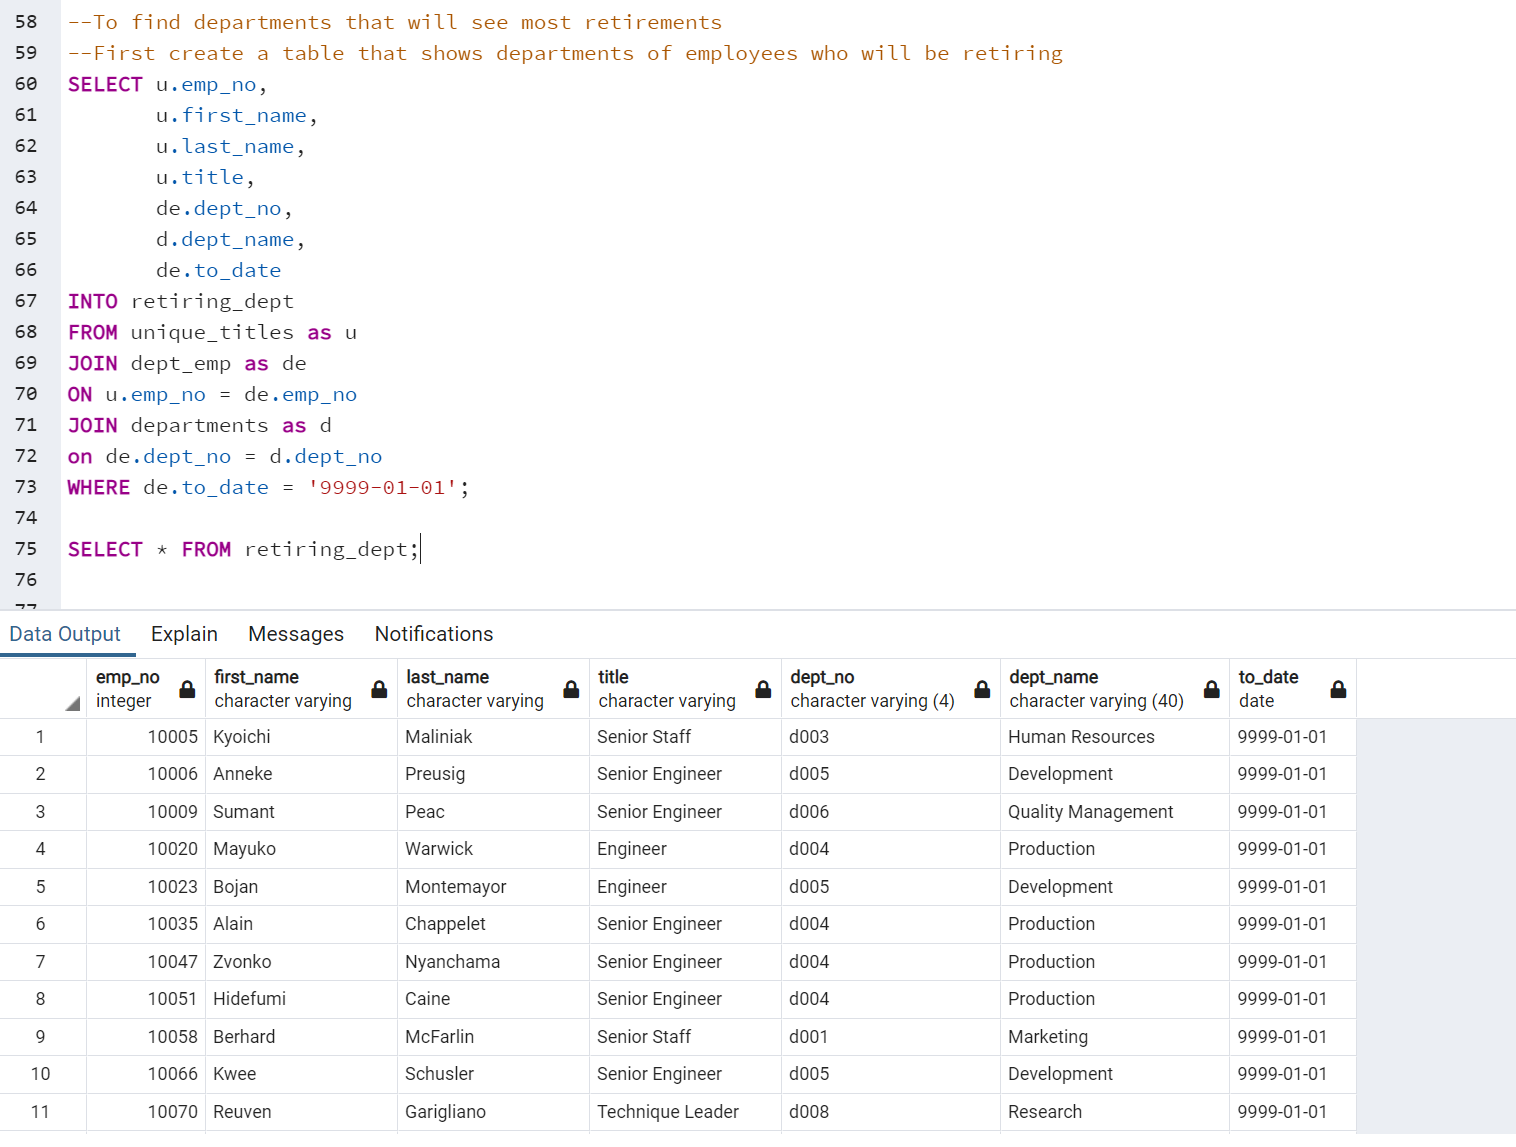 58 --To find departments that will see most retirements
59 --First create a table that shows departments of employees who will be retiring
60 SELECT u.emp_no,
61 u.first_name,
62 u.last_name,
63 u.title,
64 de.dept_no,
65 d.dept_name,
66 de.to_date
67 INTO retiring_dept
68 FROM unique_titles as u
69 JOIN dept_emp as de
70 ON u.emp_no = de.emp_no
71 JOIN departments as d
72 on de.dept_no = d.dept_no
73 WHERE de.to_date = '9999-01-01';
74
75 SELECT * FROM retiring_dept;
76
77
Data Output Explain Messages Notifications
emp_no first_name last_name title dept_no dept_name to_date
integer character varying character varying character varying character varying (4) character varying (40) date
1 10005 Kyoichi Maliniak Senior Staff d003 Human Resources 9999-01-01
2 10006 Anneke Preusig Senior Engineer d005 Development 9999-01-01
3 10009 Sumant Peac Senior Engineer d006 Quality Management 9999-01-01
4 10020 Mayuko Warwick Engineer d004 Production 9999-01-01
5 10023 Bojan Montemayor Engineer d005 Development 9999-01-01
6 10035 Alain Chappelet Senior Engineer d004 Production 9999-01-01
7 10047 Zvonko Nyanchama Senior Engineer d004 Production 9999-01-01
8 10051 Hidefumi Caine Senior Engineer d004 Production 9999-01-01
9 10058 Berhard McFarlin Senior Staff d001 Marketing 9999-01-01
10 10066 Kwee Schusler Senior Engineer d005 Development 9999-01-01
11 10070 Reuven Garigliano Technique Leader d008 Research 9999-01-01